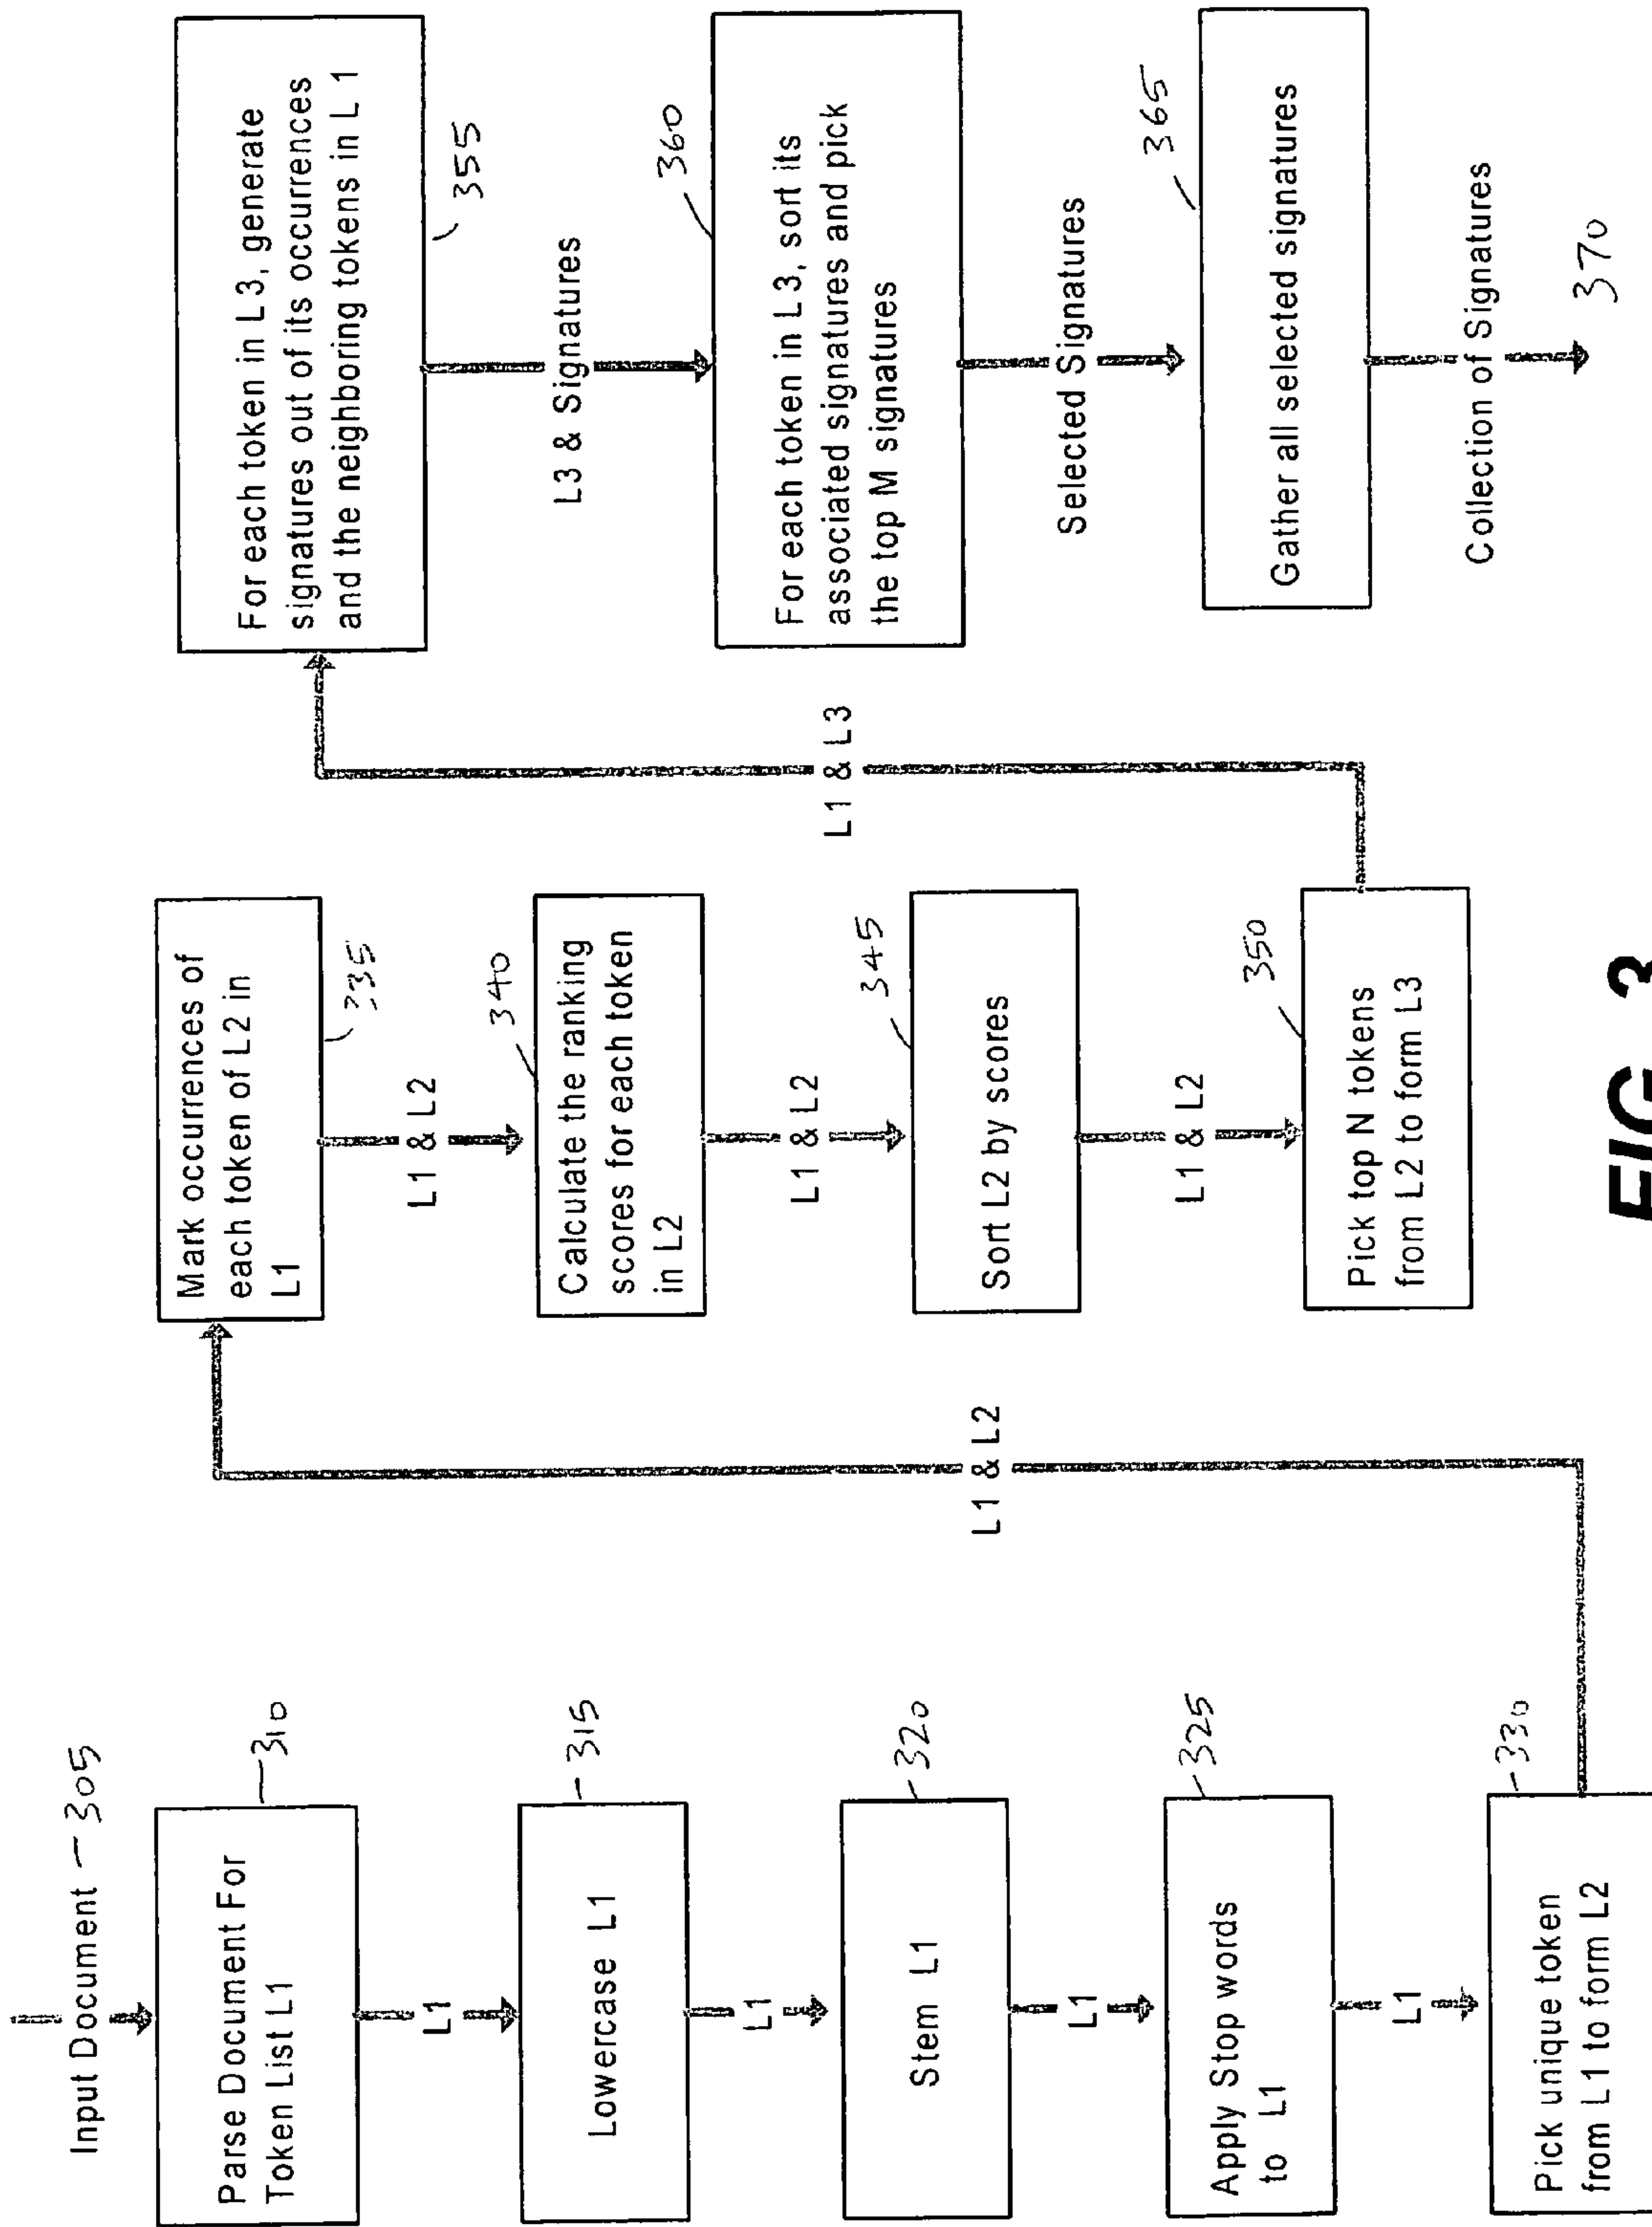 Input Document
305
Parse Document For
Token List L1
310
L1
Lowercase L1
315
L1
Stem L1
320
L1
Apply Stop words
to L1
325
L1
Pick unique token
from L1 to form L2
330
L1 & L2
Mark occurrences of
each token of L2 in
L1
335
L1 & L2
Calculate the ranking
scores for each token
in L2
340
L1 & L2
Sort L2 by scores
345
L1 & L2
Pick top N tokens
from L2 to form L3
350
L1 & L3
For each token in L3, generate
signatures out of its occurrences
and the neighboring tokens in L1
355
L3 & Signatures
For each token in L3, sort its
associated signatures and pick
the top M signatures
360
Selected Signatures
Gather all selected signatures
365
Collection of Signatures
370
FIG. 3